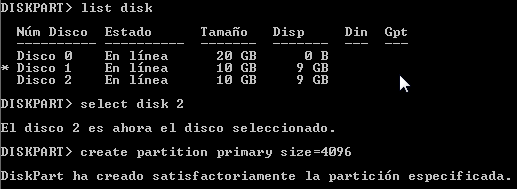 DISKPART> list disk
Núm Disco Estado Tamaño Disp Din Gpt
---------- ---------- ------- ------- --- ---
Disco 0 En línea 20 GB 0 B
* Disco 1 En línea 10 GB 9 GB
Disco 2 En línea 10 GB 9 GB
DISKPART> select disk 2
El disco 2 es ahora el disco seleccionado.
DISKPART> create partition primary size=4096
DiskPart ha creado satisfactoriamente la partición especificada.